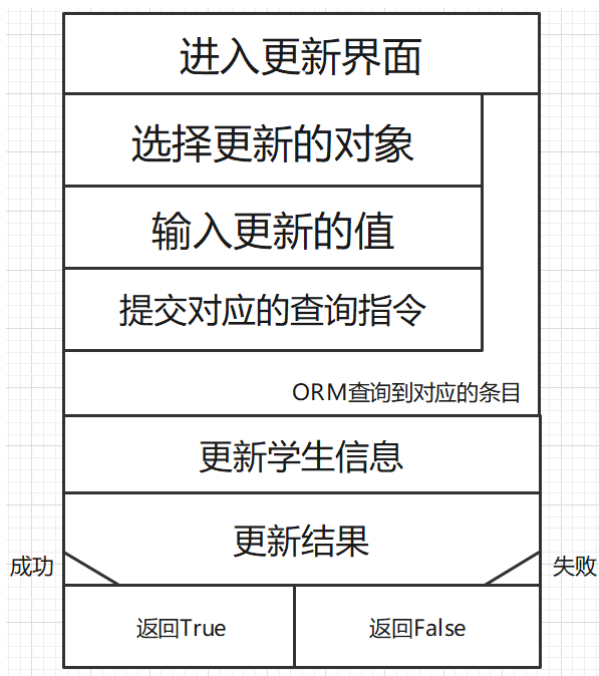 进入更新界面
选择更新的对象
输入更新的值
提交对应的查询指令
ORM查询到对应的条目
更新学生信息
更新结果
成功
失败
返回True
返回False